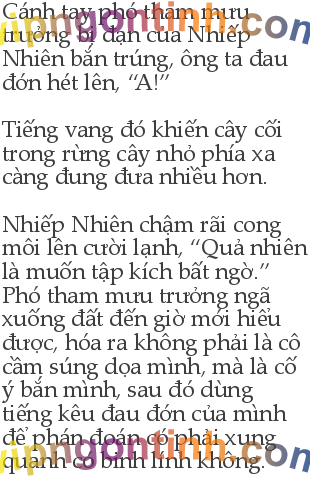 Cánh tay phó tham mưu
trưởng bị đạn của Nhiếp
Nhiên bắn trúng, ông ta đau
đớn hét lên, “A!”
Tiếng vang đó khiến cây cối
trong rừng cây nhỏ phía xa
càng đung đưa nhiều hơn.
Nhiếp Nhiên chậm rãi cong
môi lên cười lạnh, “Quả nhiên
là muốn tập kích bất ngờ.”
Phó tham mưu trưởng ngã
xuống đất đến giờ mới hiểu
được, hóa ra không phải là cô
cầm súng dọa mình, mà là cố
ý bắn mình, sau đó dùng
tiếng kêu đau đớn của mình
để phán đoán có phải xung
quanh có binh lính không.